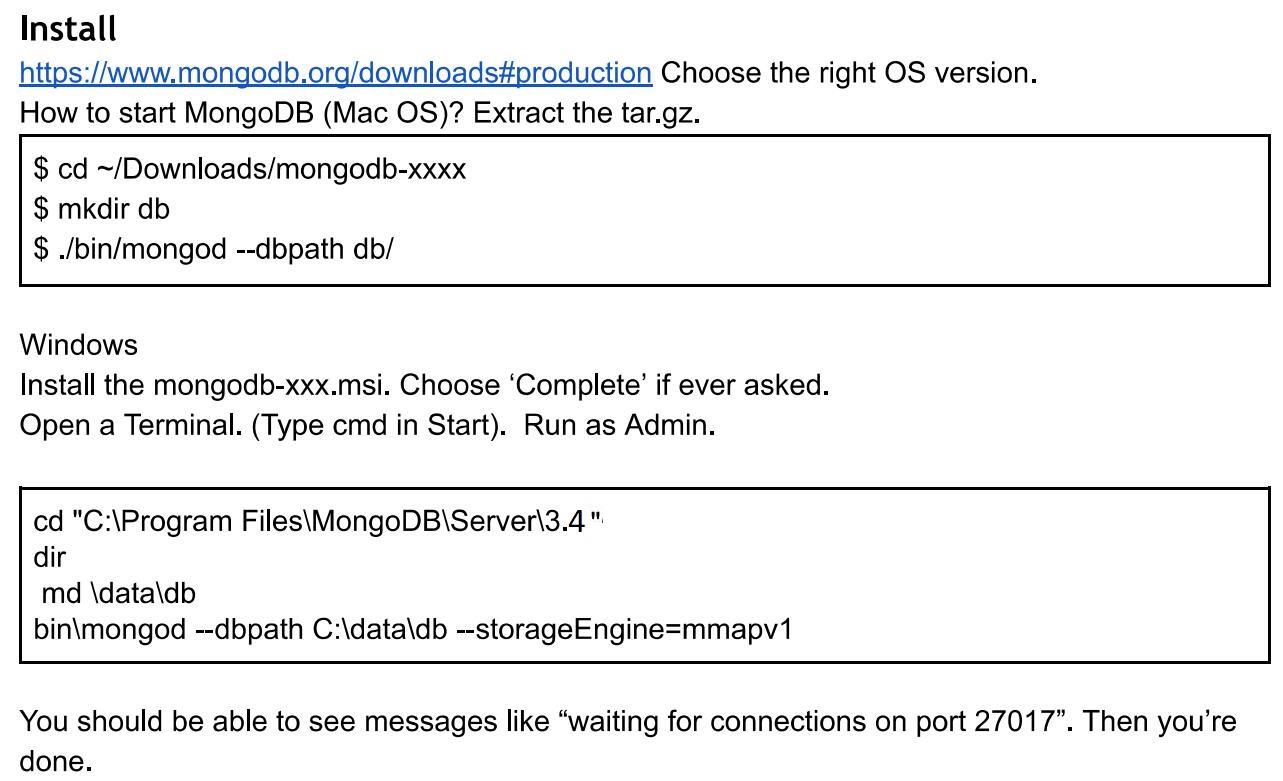 Install
https://www.mongodb.org/downloads#production Choose the right OS version.
How to start MongoDB (Mac OS)? Extract the tar.gz.
$ cd ~/Downloads/mongodb-xxxx
$ mkdir db
$ ./bin/mongod --dbpath db/
Windows
Install the mongodb-xxx.msi. Choose ‘Complete’ if ever asked.
Open a Terminal. (Type cmd in Start).  Run as Admin.
cd "C:\Program Files\MongoDB\Server\3.4"
dir
md \data\db
bin\mongod --dbpath C:\data\db --storageEngine=mmapv1
You should be able to see messages like “waiting for connections on port 27017”. Then you’re
done.